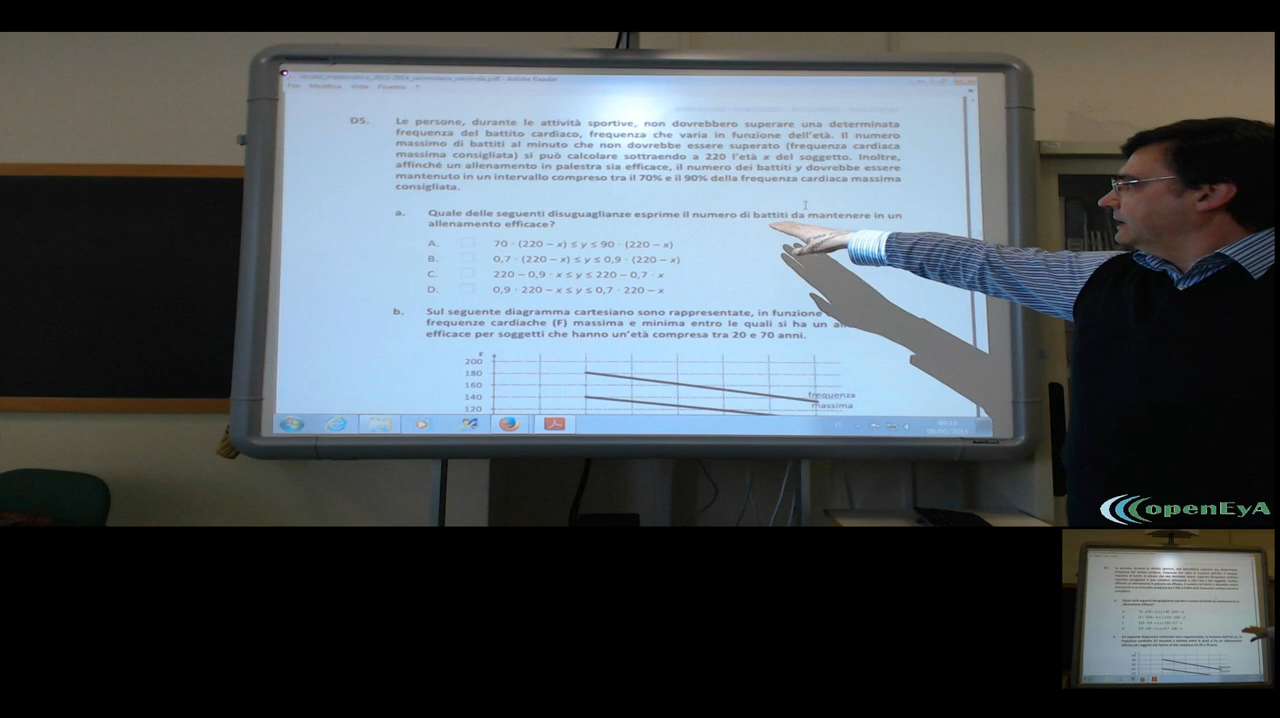 File Modifica Vista Finestra ?
D5. Le persone, durante le attività sportive, non dovrebbero superare una determinata
frequenza del battito cardiaco, frequenza che varia in funzione dell'età. Il numero
massimo di battiti al minuto che non dovrebbe essere superato (frequenza cardiaca
massima consigliata) si può calcolare sottraendo a 220 l'età x del soggetto. Inoltre,
affinché un allenamento in palestra sia efficace, il numero dei battiti y dovrebbe essere
mantenuto in un intervallo compreso tra il 70% e il 90% della frequenza cardiaca massima
consigliata.
a. Quale delle seguenti disuguaglianze esprime il numero di battiti da mantenere in un
allenamento efficace?
A. 70 · (220 – x) ≤ y ≤ 90 · (220 – x)
B. 0,7 · (220 – x) ≤ y ≤ 0,9 · (220 – x)
C. 220 – 0,9 · x ≤ y ≤ 220 – 0,7 · x
D. 0,9 · 220 – x ≤ y ≤ 0,7 · 220 – x
b. Sul seguente diagramma cartesiano sono rappresentate, in funzione
frequenze cardiache (F) massima e minima entro le quali si ha un
efficace per soggetti che hanno un'età compresa tra 20 e 70 anni.
F
200
180
160
140
120
frequenza
massima
openEyA